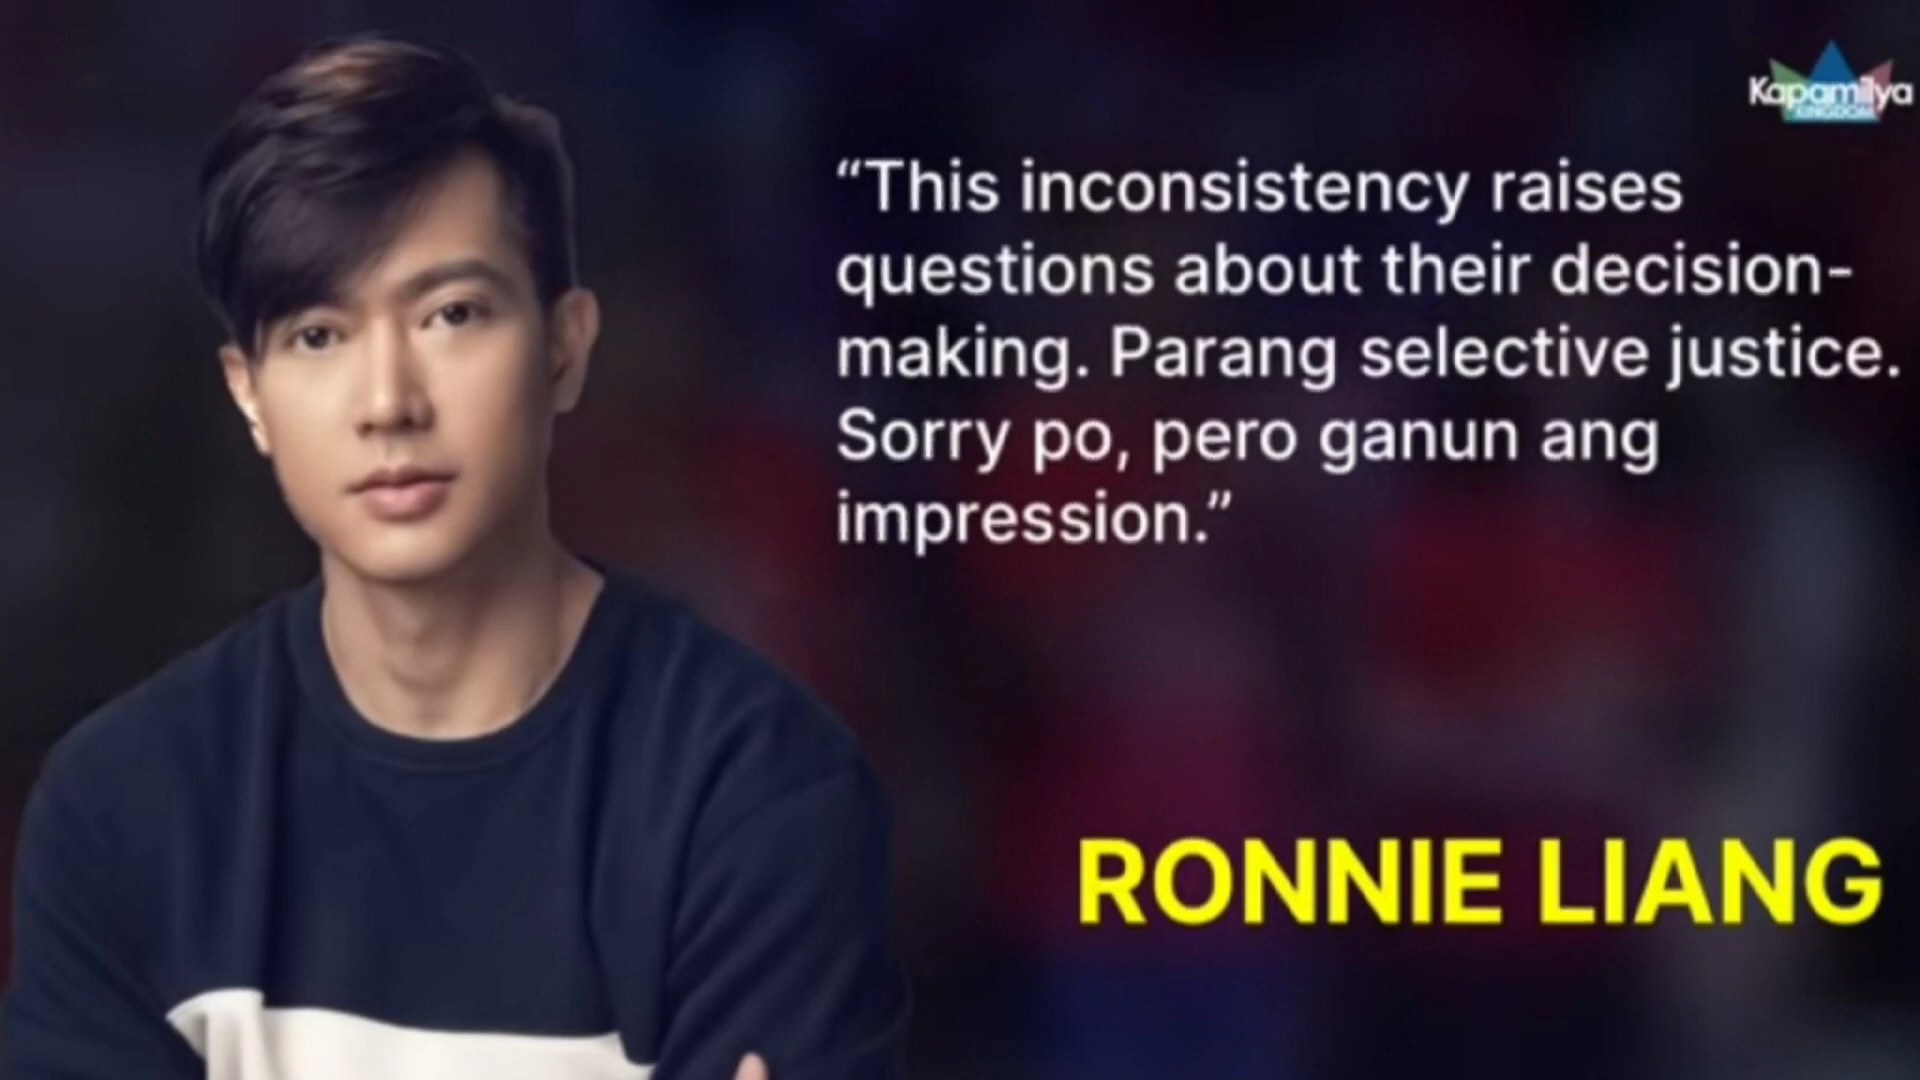 Kapamilya
KINGDOM
“This inconsistency raises
questions about their decision-
making. Parang selective justice.
Sorry po, pero ganun ang
impression.”
RONNIE LIANG